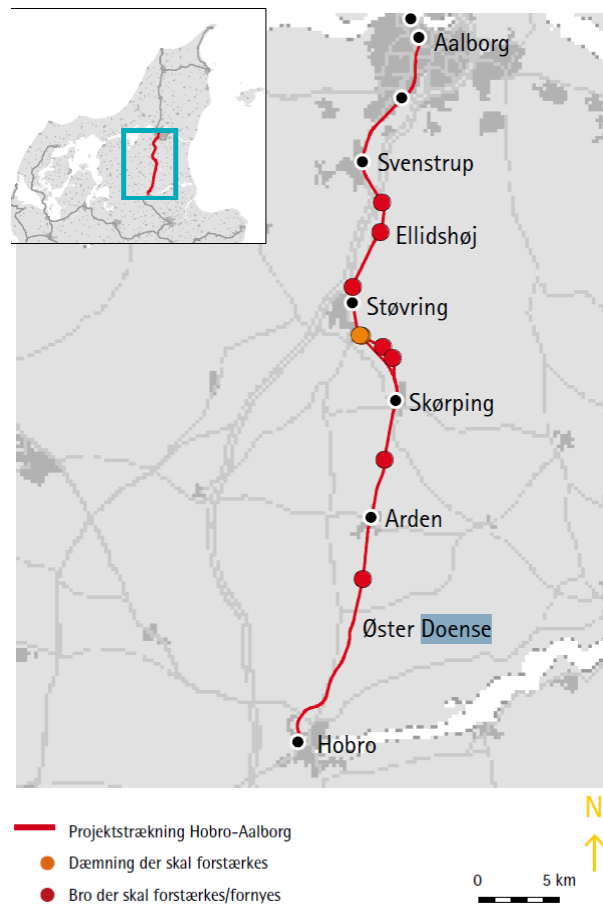 Aalborg
Svenstrup
Ellidshøj
Støvring
Skørping
Arden
Øster Doense
Hobro
Projektstrækning Hobro-Aalborg
Dæmning der skal forstærkes
Bro der skal forstærkes/fornyes
N
0 5 km